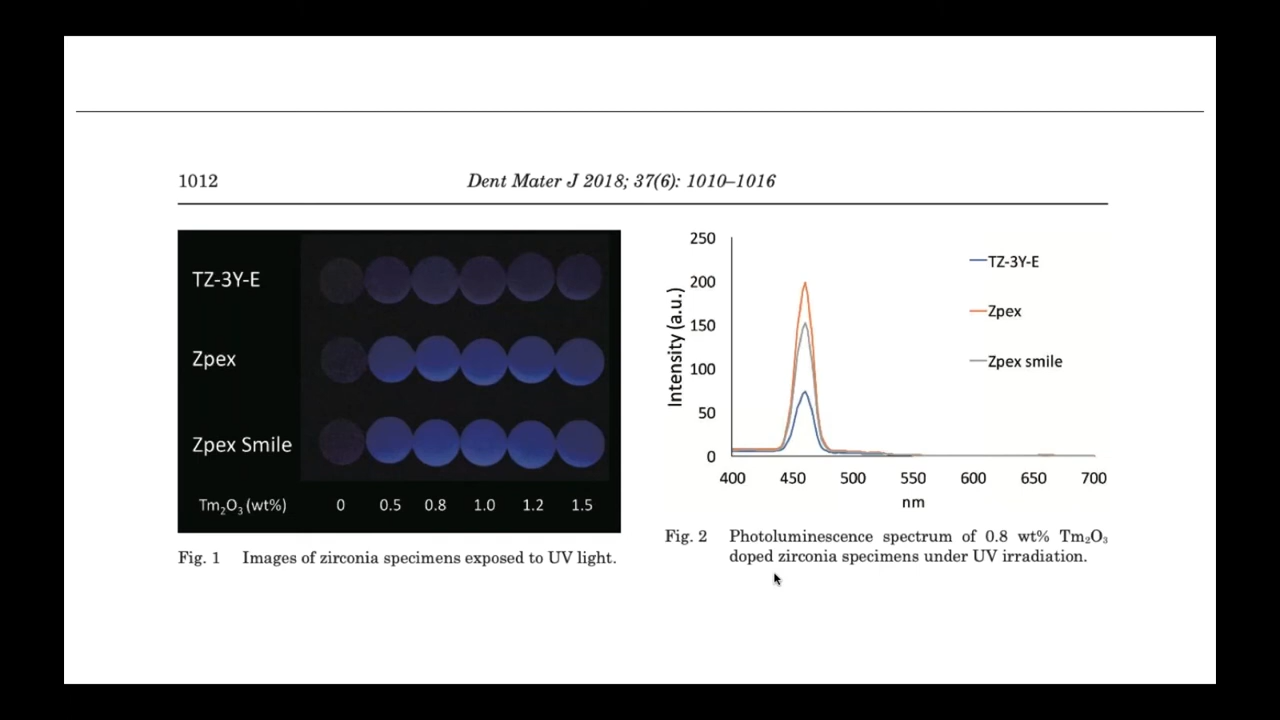 1012
Dent Mater J 2018; 37(6): 1010–1016
TZ-3Y-E
Zpex
Zpex Smile
Tm₂O₃ (wt%) 0 0.5 0.8 1.0 1.2 1.5
Fig. 1 Images of zirconia specimens exposed to UV light.
250
200
150
100
50
0
Intensity (a.u.)
TZ-3Y-E
Zpex
Zpex smile
400 450 500 550 600 650 700
nm
Fig. 2 Photoluminescence spectrum of 0.8 wt% Tm₂O₃
doped zirconia specimens under UV irradiation.